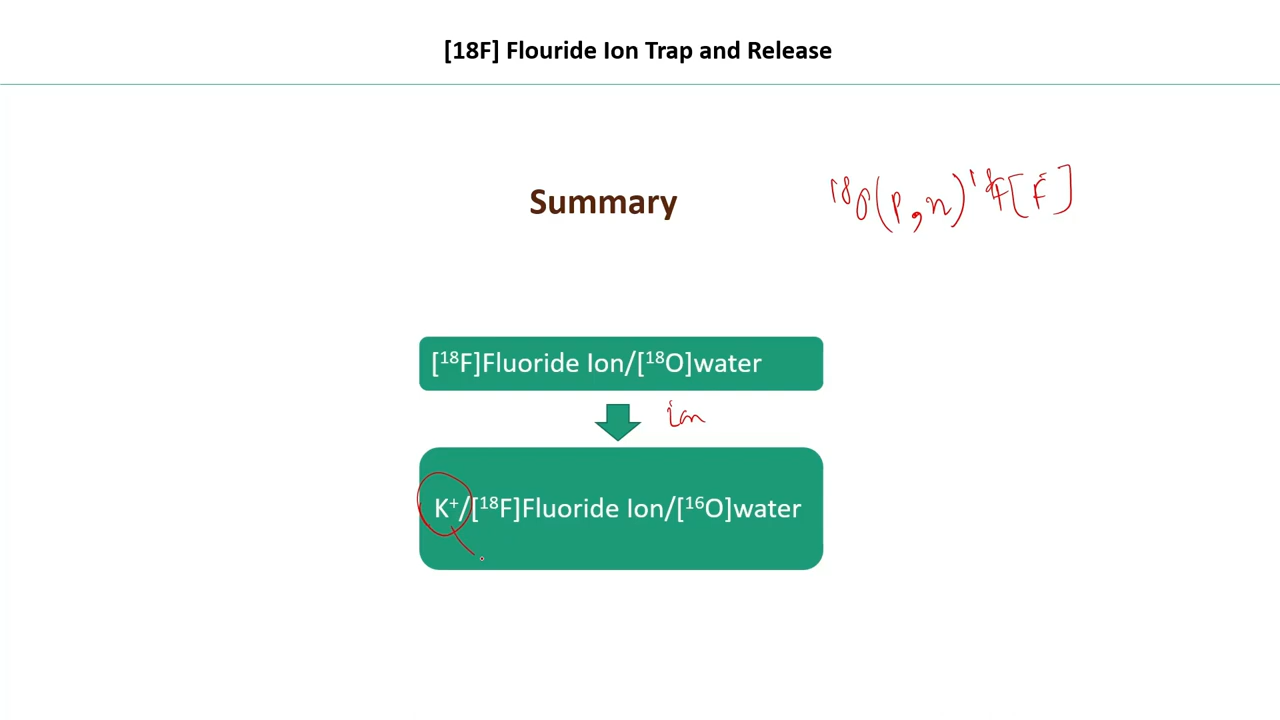 [18F] Flouride Ion Trap and Release
Summary
¹⁸O(p,n)¹⁸F[F⁻]
[¹⁸F]Fluoride Ion/[¹⁸O]water
ion
K⁺/[¹⁸F]Fluoride Ion/[¹⁶O]water